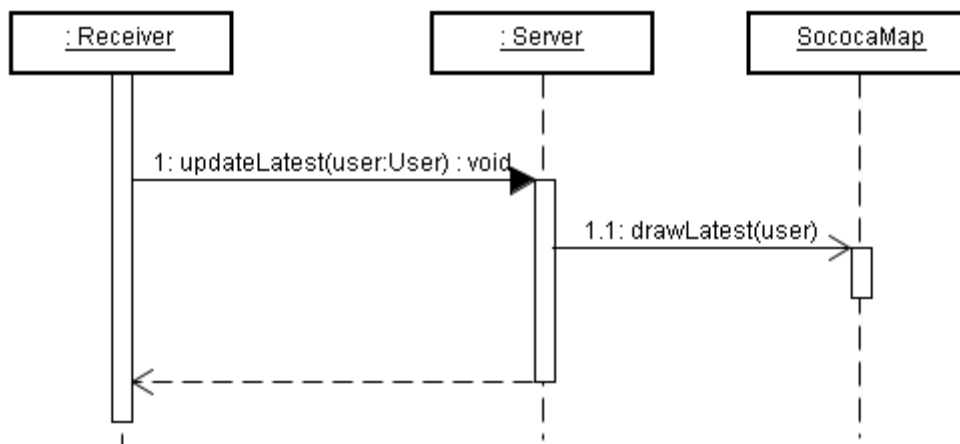 : Receiver
: Server
SococaMap
1: updateLatest(user:User) : void
1.1: drawLatest(user)